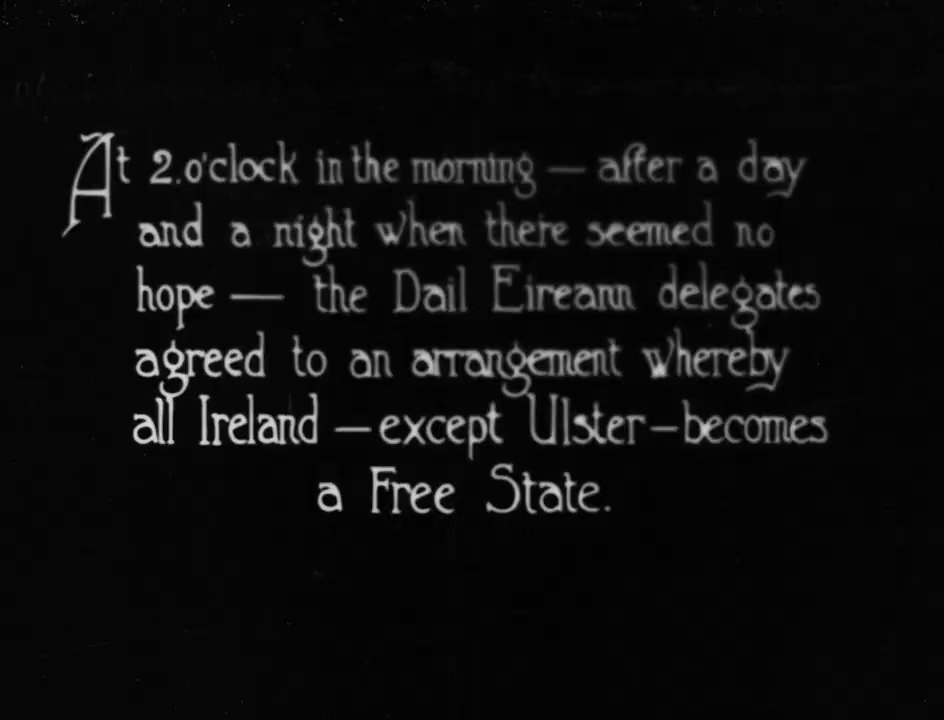 At 2.o'clock in the morning — after a day
and a night when there seemed no
hope — the Dail Eireann delegates
agreed to an arrangement whereby
all Ireland — except Ulster — becomes
a Free State.